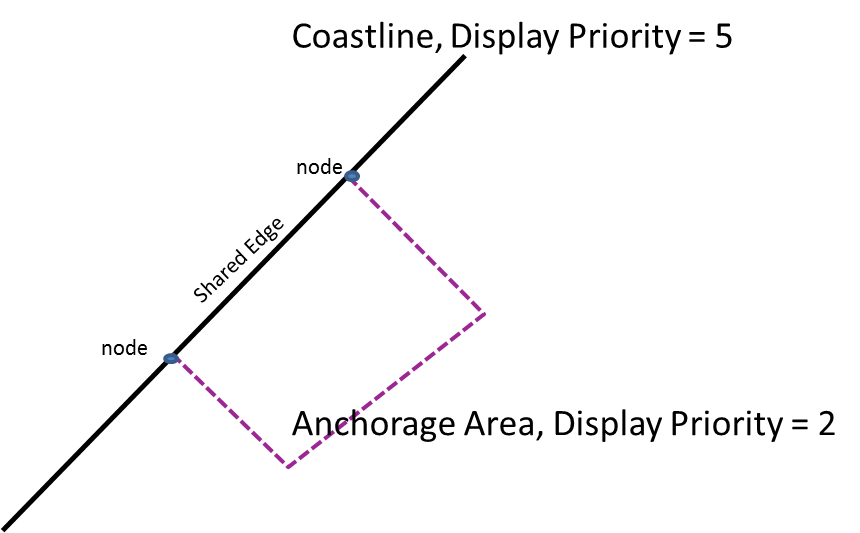 Coastline, Display Priority = 5
node
Shared Edge
node
Anchorage Area, Display Priority = 2